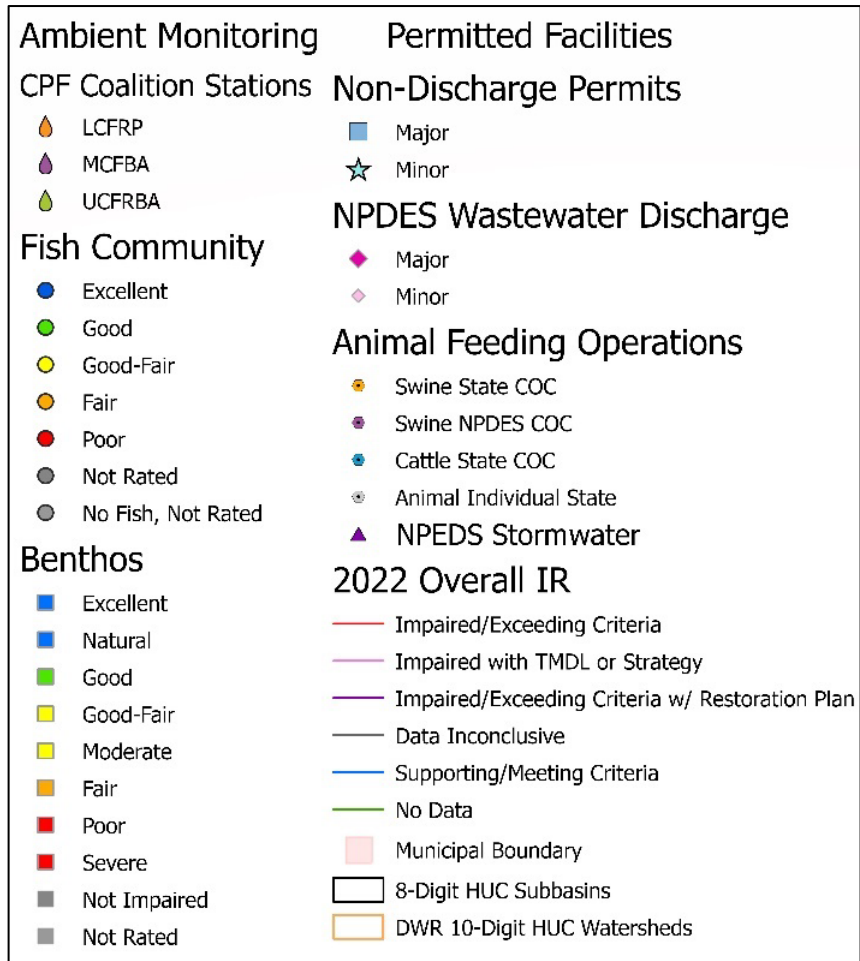 Ambient Monitoring
CPF Coalition Stations
LCFRP
MCFBA
UCFRBA
Fish Community
Excellent
Good
Good-Fair
Fair
Poor
Not Rated
No Fish, Not Rated
Benthos
Excellent
Natural
Good
Good-Fair
Moderate
Fair
Poor
Severe
Not Impaired
Not Rated
Permitted Facilities
Non-Discharge Permits
Major
Minor
NPDES Wastewater Discharge
Major
Minor
Animal Feeding Operations
Swine State COC
Swine NPDES COC
Cattle State COC
Animal Individual State
NPEDS Stormwater
2022 Overall IR
Impaired/Exceeding Criteria
Impaired with TMDL or Strategy
Impaired/Exceeding Criteria w/ Restoration Plan
Data Inconclusive
Supporting/Meeting Criteria
No Data
Municipal Boundary
8-Digit HUC Subbasins
DWR 10-Digit HUC Watersheds